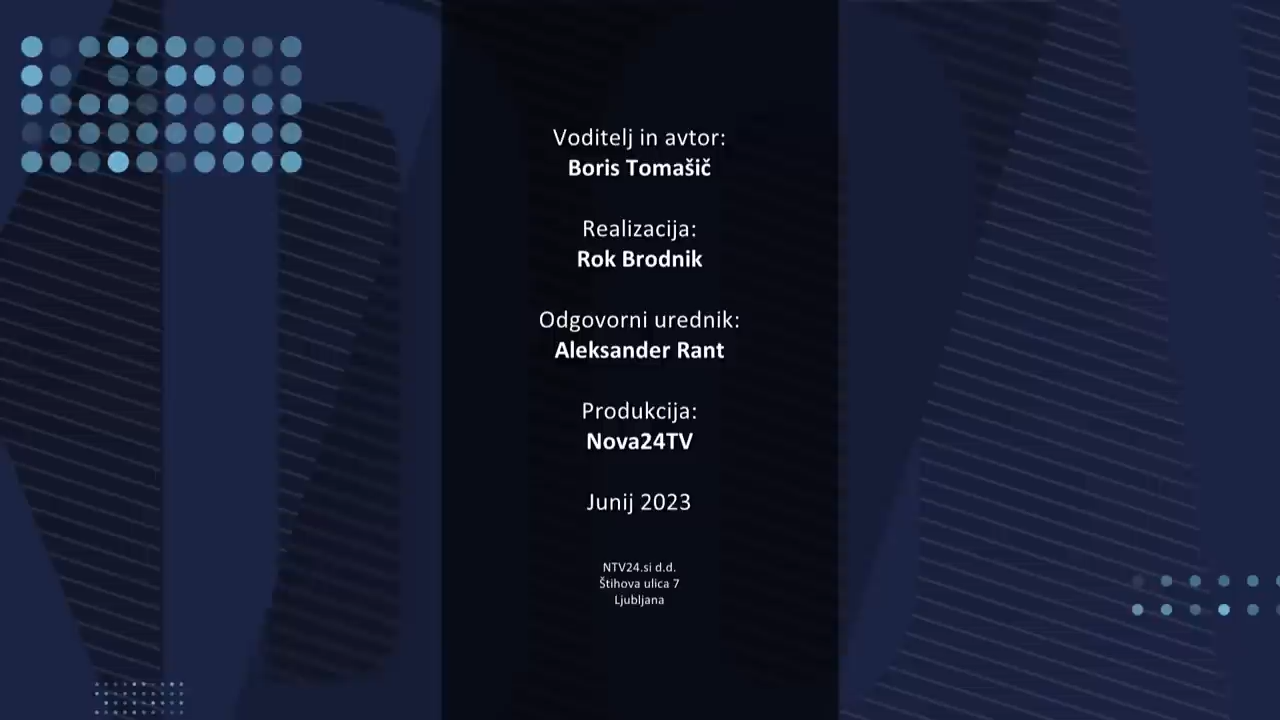 Voditelj in avtor:
Boris Tomašič
Realizacija:
Rok Brodnik
Odgovorni urednik:
Aleksander Rant
Produkcija:
Nova24TV
Junij 2023
NTV24.si d.d.
Štihova ulica 7
Ljubljana